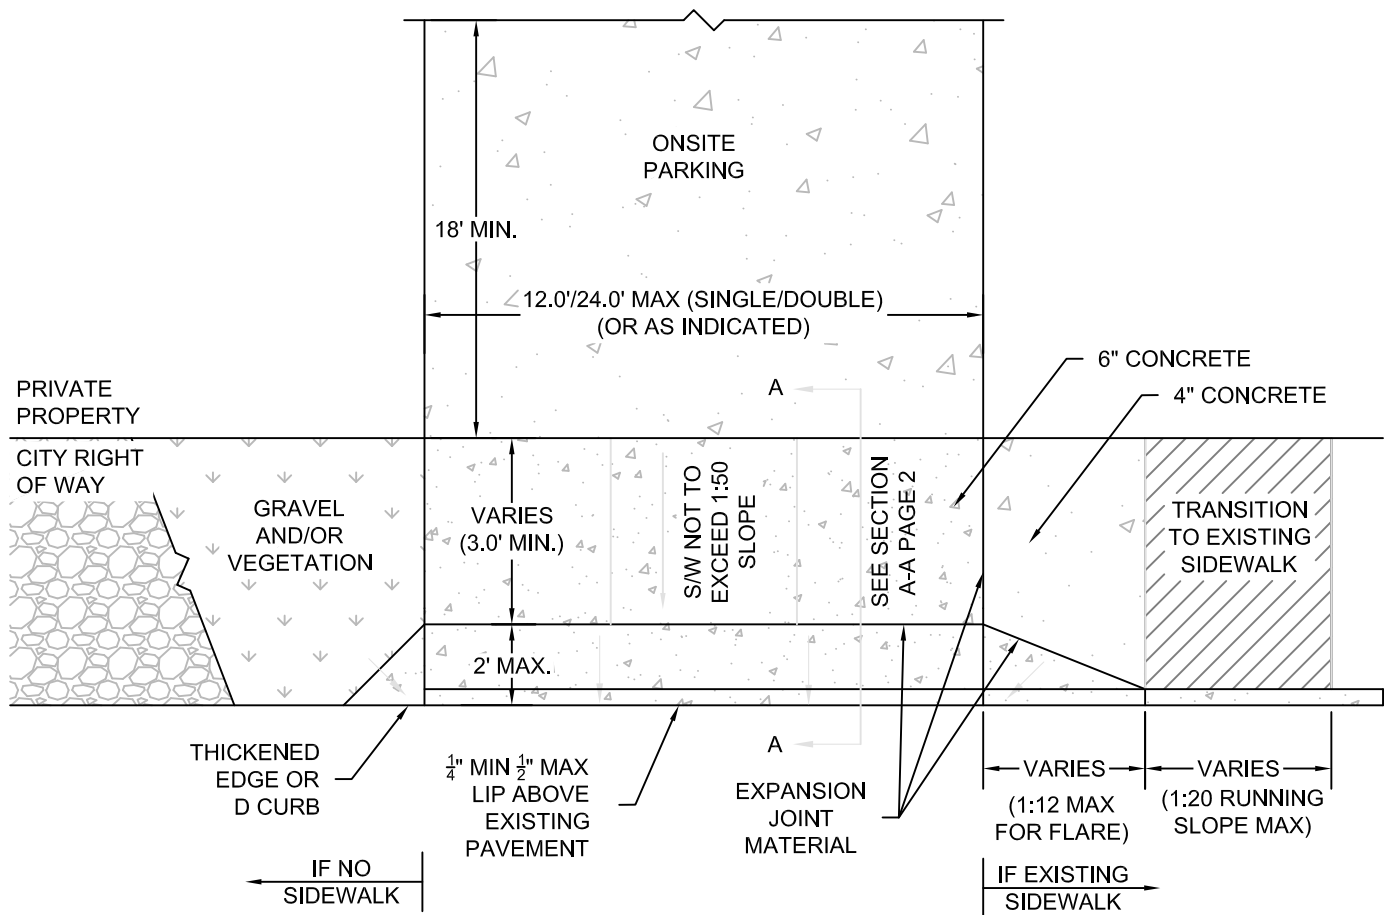 ONSITE
PARKING
18' MIN.
12.0'/24.0' MAX (SINGLE/DOUBLE)
(OR AS INDICATED)
6" CONCRETE
4" CONCRETE
A
PRIVATE
PROPERTY
CITY RIGHT
OF WAY
GRAVEL
AND/OR
VEGETATION
VARIES
(3.0' MIN.)
S/W NOT TO
EXCEED 1:50
SLOPE
SEE SECTION
A-A PAGE 2
TRANSITION
TO EXISTING
SIDEWALK
2' MAX.
THICKENED
EDGE OR
D CURB
1/4" MIN 1/2" MAX
LIP ABOVE
EXISTING
PAVEMENT
A
EXPANSION
JOINT
MATERIAL
VARIES
(1:12 MAX
FOR FLARE)
VARIES
(1:20 RUNNING
SLOPE MAX)
IF NO
SIDEWALK
IF EXISTING
SIDEWALK